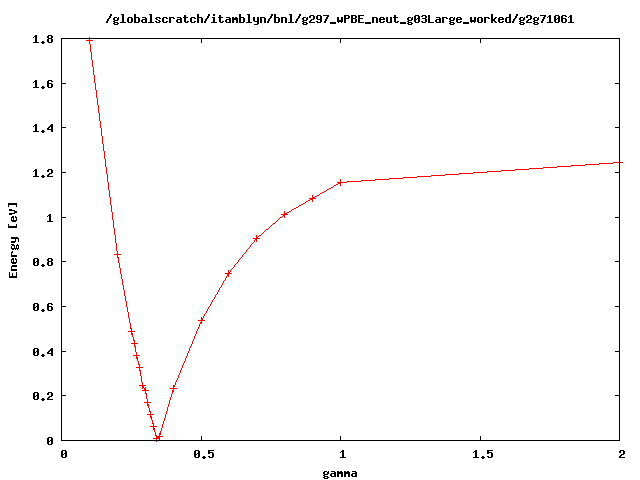 /globalscratch/itamblyn/bnl/g297_wPBE_neut_g03Large_worked/g2g71061
1.8
1.6
1.4
1.2
1
0.8
0.6
0.4
0.2
0
Energy [eV]
0 0.5 1 1.5 2
gamma